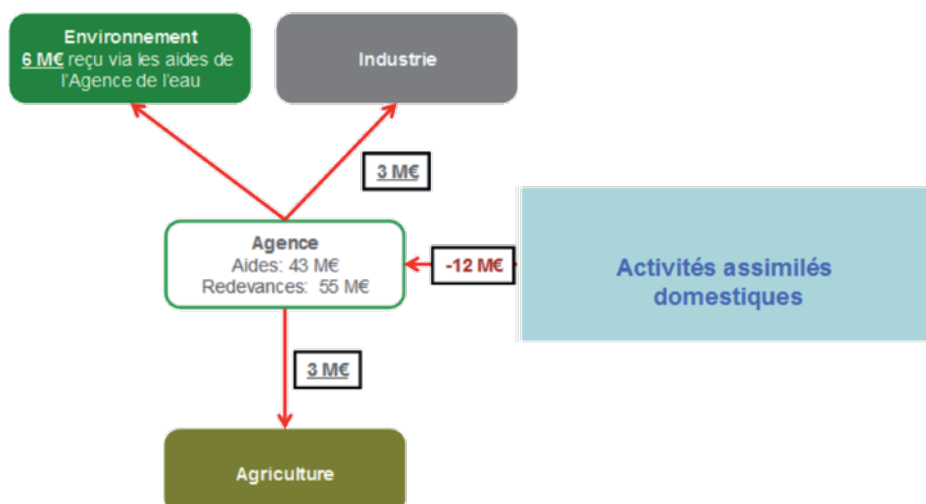 Environnement
6 M€ reçu via les aides de
l'Agence de l'eau
Industrie
3 M€
Agence
Aides: 43 M€
Redevances: 55 M€
-12 M€
Activités assimilés
domestiques
3 M€
Agriculture